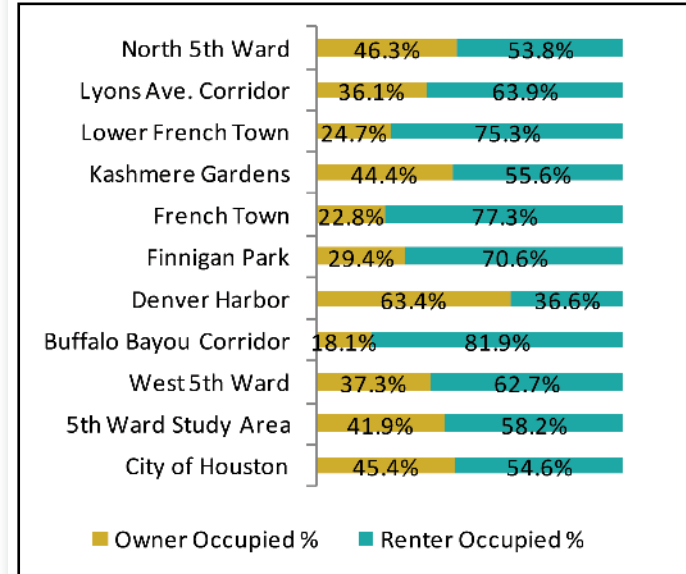 North 5th Ward 46.3% 53.8%
Lyons Ave. Corridor 36.1% 63.9%
Lower French Town 24.7% 75.3%
Kashmere Gardens 44.4% 55.6%
French Town 22.8% 77.3%
Finnigan Park 29.4% 70.6%
Denver Harbor 63.4% 36.6%
Buffalo Bayou Corridor 18.1% 81.9%
West 5th Ward 37.3% 62.7%
5th Ward Study Area 41.9% 58.2%
City of Houston 45.4% 54.6%
Owner Occupied % Renter Occupied %